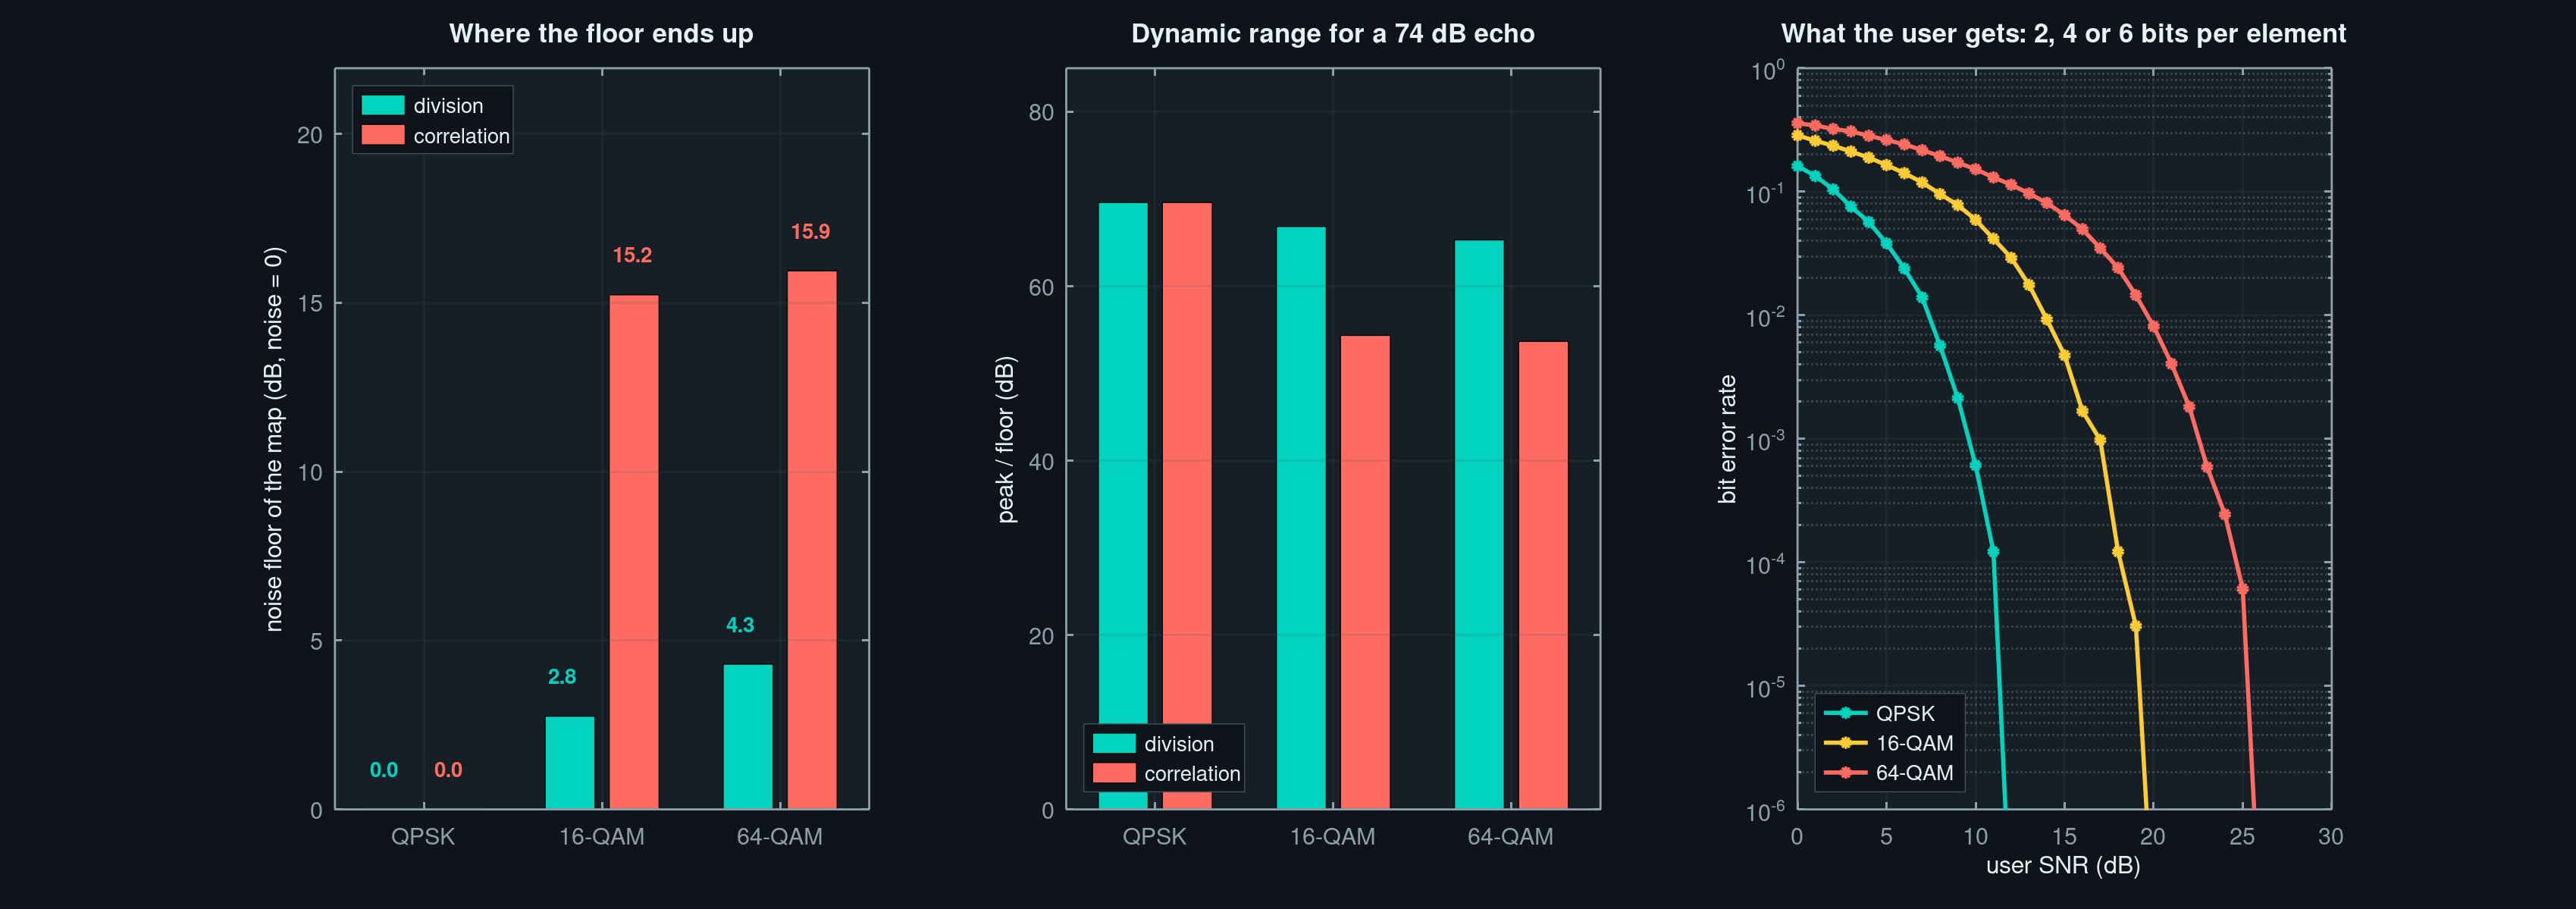 Where the floor ends up
division
correlation
noise floor of the map (dB, noise = 0)
20
15
10
5
0
0.0
0.0
2.8
15.2
4.3
15.9
QPSK
16-QAM
64-QAM
Dynamic range for a 74 dB echo
peak / floor (dB)
80
60
40
20
0
division
correlation
QPSK
16-QAM
64-QAM
What the user gets: 2, 4 or 6 bits per element
bit error rate
10^0
10^-1
10^-2
10^-3
10^-4
10^-5
10^-6
QPSK
16-QAM
64-QAM
0
5
10
15
20
25
30
user SNR (dB)